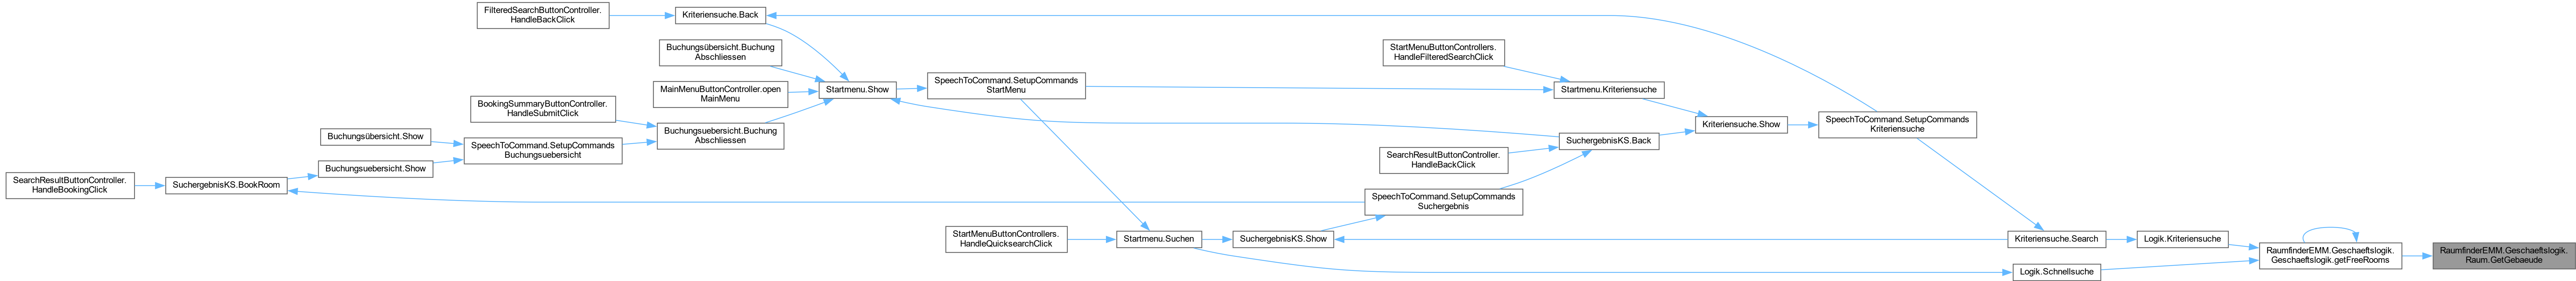 FilteredSearchButtonController.
HandleBackClick
Kriteriensuche.Back
Buchungsübersicht.Buchung
Abschliessen
MainMenuButtonController.open
MainMenu
BookingSummaryButtonController.
HandleSubmitClick
Buchungsübersicht.Show
SpeechToCommand.SetupCommands
Buchungsuebersicht
Buchungsuebersicht.Show
SearchResultButtonController.
HandleBookingClick
SuchergebnisKS.BookRoom
Startmenu.Show
Buchungsuebersicht.Buchung
Abschliessen
SpeechToCommand.SetupCommands
StartMenu
StartMenuButtonControllers.
HandleFilteredSearchClick
Startmenu.Kriteriensuche
Kriteriensuche.Show
SpeechToCommand.SetupCommands
Kriteriensuche
SuchergebnisKS.Back
SearchResultButtonController.
HandleBackClick
SpeechToCommand.SetupCommands
Suchergebnis
StartMenuButtonControllers.
HandleQuicksearchClick
Startmenu.Suchen
SuchergebnisKS.Show
Kriteriensuche.Search
Logik.Kriteriensuche
Logik.Schnellsuche
RaumfinderEMM.Geschaeftslogik.
Geschaeftslogik.getFreeRooms
RaumfinderEMM.Geschaeftslogik.
Raum.GetGebaeude